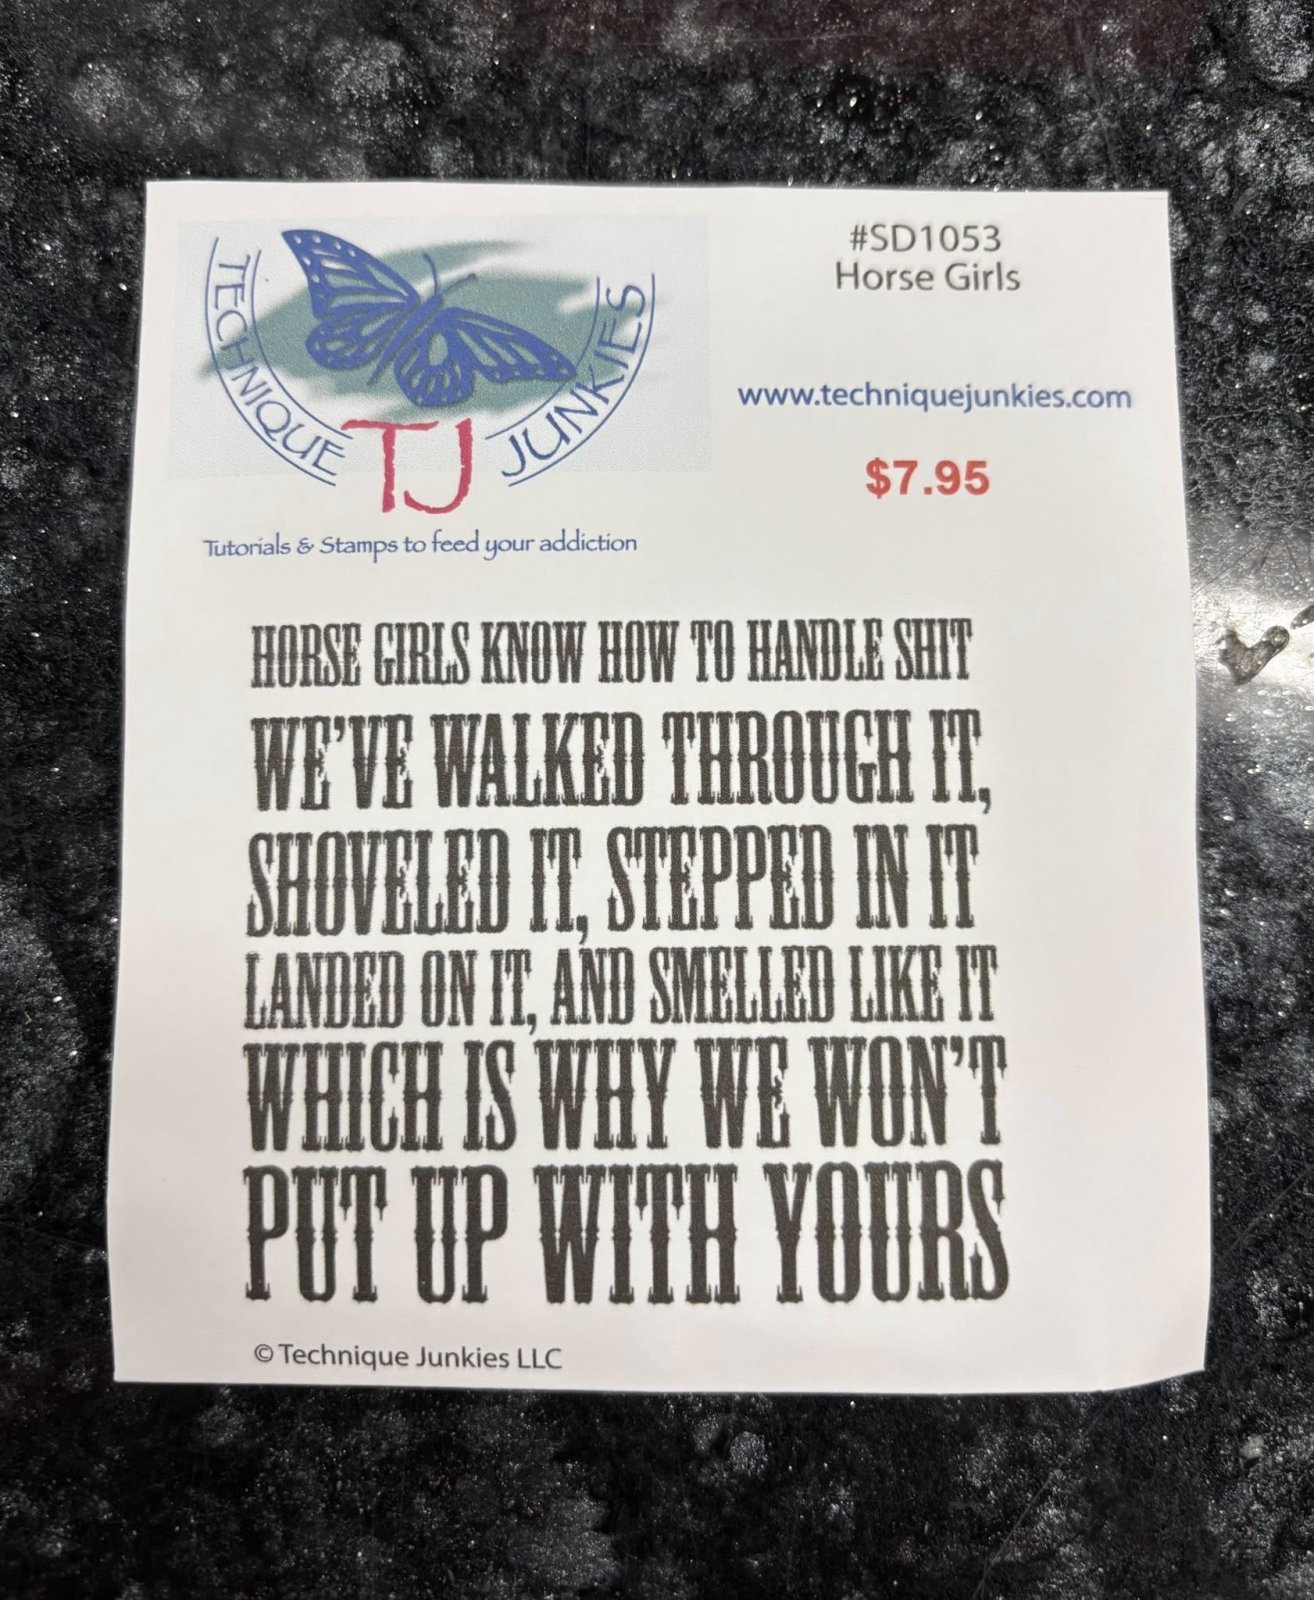 TECHNIQUE
TJ
JUNKIES
Tutorials & Stamps to feed your addiction
#SD1053
Horse Girls
www.techniquejunkies.com
$7.95
HORSE GIRLS KNOW HOW TO HANDLE SHIT
WE'VE WALKED THROUGH IT,
SHOVELED IT, STEPPED IN IT
LANDED ON IT, AND SMELLED LIKE IT
WHICH IS WHY WE WON'T
PUT UP WITH YOURS
© Technique Junkies LLC